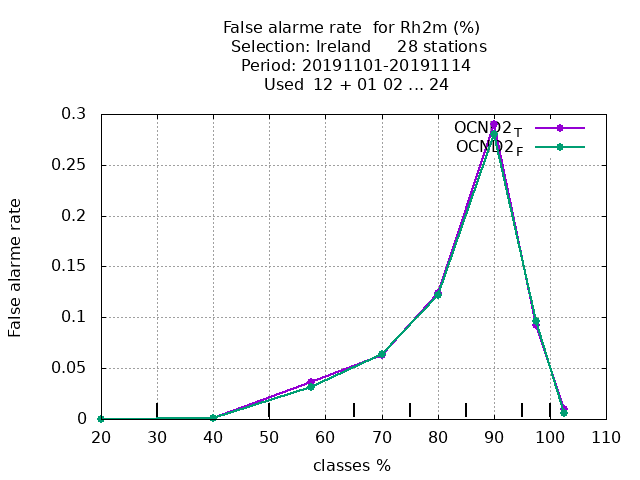 False alarme rate  for Rh2m (%)
Selection: Ireland     28 stations
Period: 20191101-20191114
Used  12 + 01 02 ... 24
OCND2T
OCND2F
0.3
0.25
0.2
0.15
0.1
0.05
0
False alarme rate
20 30 40 50 60 70 80 90 100 110
classes %